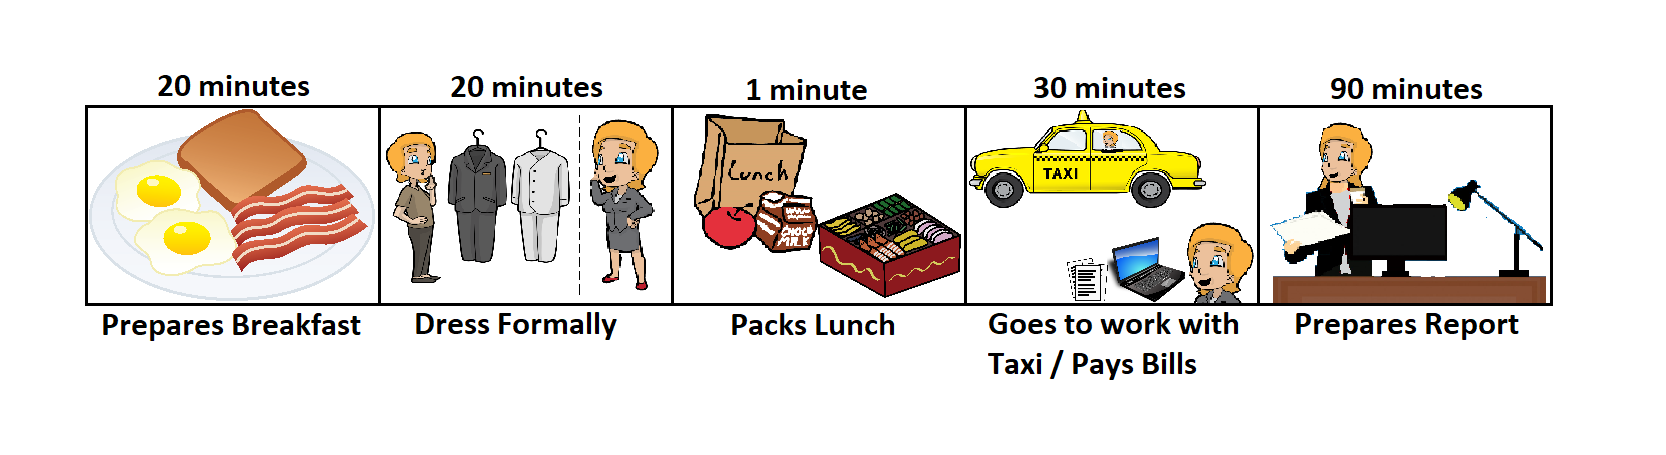 20 minutes
20 minutes
1 minute
30 minutes
90 minutes
Lunch
CHOCO
MILK
TAXI
Prepares Breakfast
Dress Formally
Packs Lunch
Goes to work with
Taxi / Pays Bills
Prepares Report